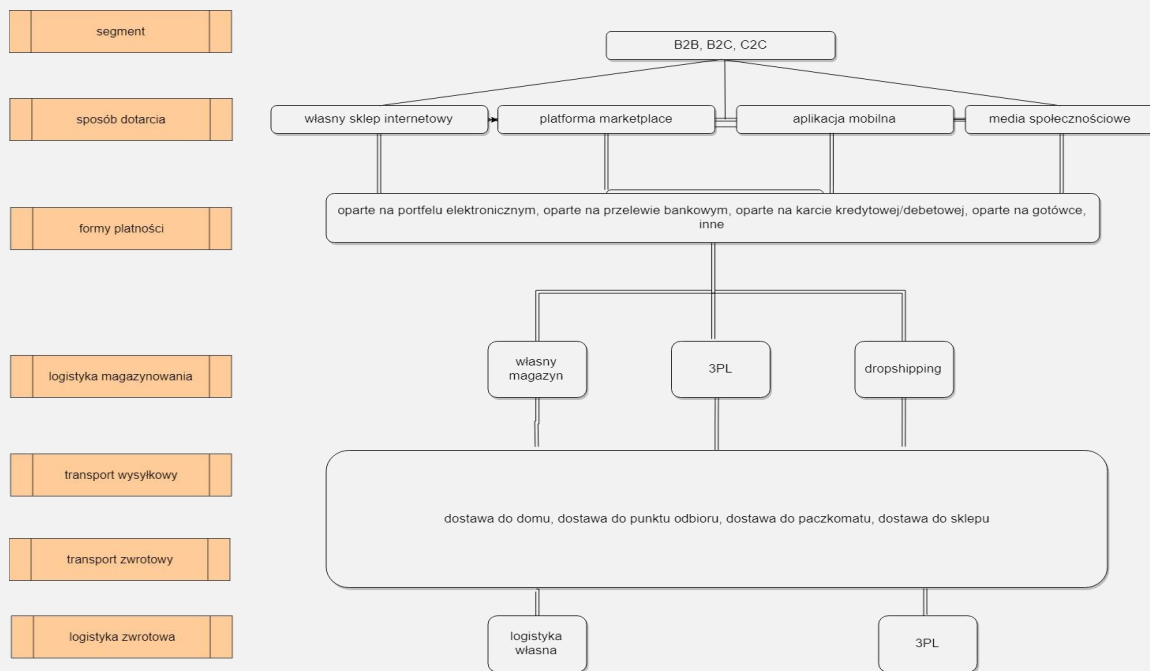 segment
B2B, B2C, C2C
sposób dotarcia
własny sklep internetowy
platforma marketplace
aplikacja mobilna
media społecznościowe
formy platności
oparte na portfelu elektronicznym, oparte na przelewie bankowym, oparte na karcie kredytowej/debetowej, oparte na gotówce,
inne
logistyka magazynowania
własny
magazyn
3PL
dropshipping
transport wysyłkowy
dostawa do domu, dostawa do punktu odbioru, dostawa do paczkomatu, dostawa do sklepu
transport zwrotowy
logistyka zwrotowa
logistyka
własna
3PL